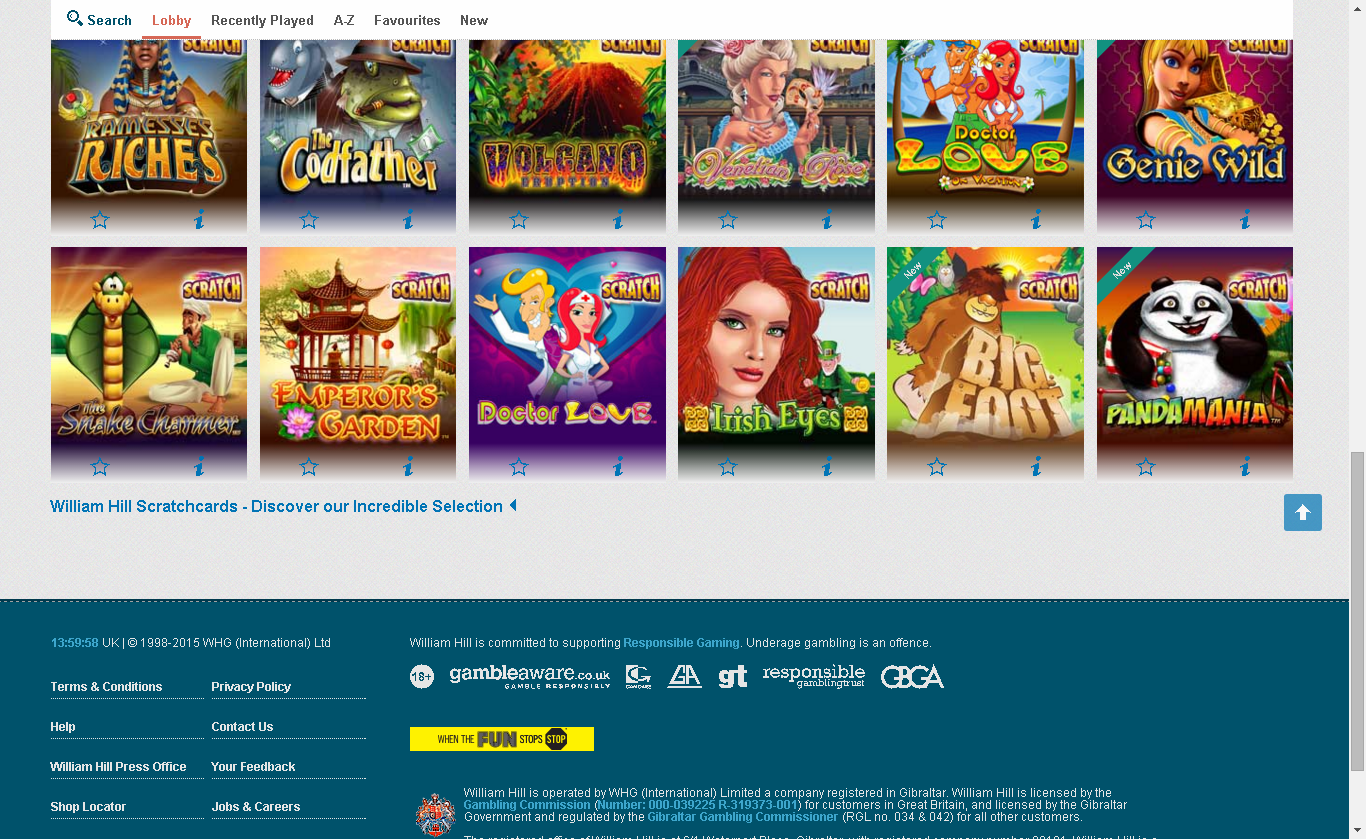 Search Lobby Recently Played A-Z Favourites New
SCRATCH SCRATCH SCRATCH SCRATCH SCRATCH SCRATCH
RAMESSES
RICHES
The
Codfather
VOLCANO
ERUPTION
Venetian Rose
Doctor
LOVE
ON VACATION
Genie Wild
SCRATCH
The
Snake Charmer
SCRATCH
EMPEROR'S
GARDEN
SCRATCH
Doctor LOVE
SCRATCH
Irish Eyes
New
SCRATCH
BIG
FOOT
New
SCRATCH
PANDAMANIA
William Hill Scratchcards - Discover our Incredible Selection
13:59:58 UK | © 1998-2015 WHG (International) Ltd
Terms & Conditions Privacy Policy
Help Contact Us
William Hill Press Office Your Feedback
Shop Locator Jobs & Careers
William Hill is committed to supporting Responsible Gaming. Underage gambling is an offence.
18+ gambleaware.co.uk
GAMBLE RESPONSIBLY
GAMCARE
GA
gt
responsible
gamblingtrust
GBGA
WHEN THE FUN STOPS STOP
William Hill is operated by WHG (International) Limited a company registered in Gibraltar. William Hill is licensed by the
Gambling Commission (Number: 000-039225 R-319373-001) for customers in Great Britain, and licensed by the Gibraltar
Government and regulated by the Gibraltar Gambling Commissioner (RGL no. 034 & 042) for all other customers.